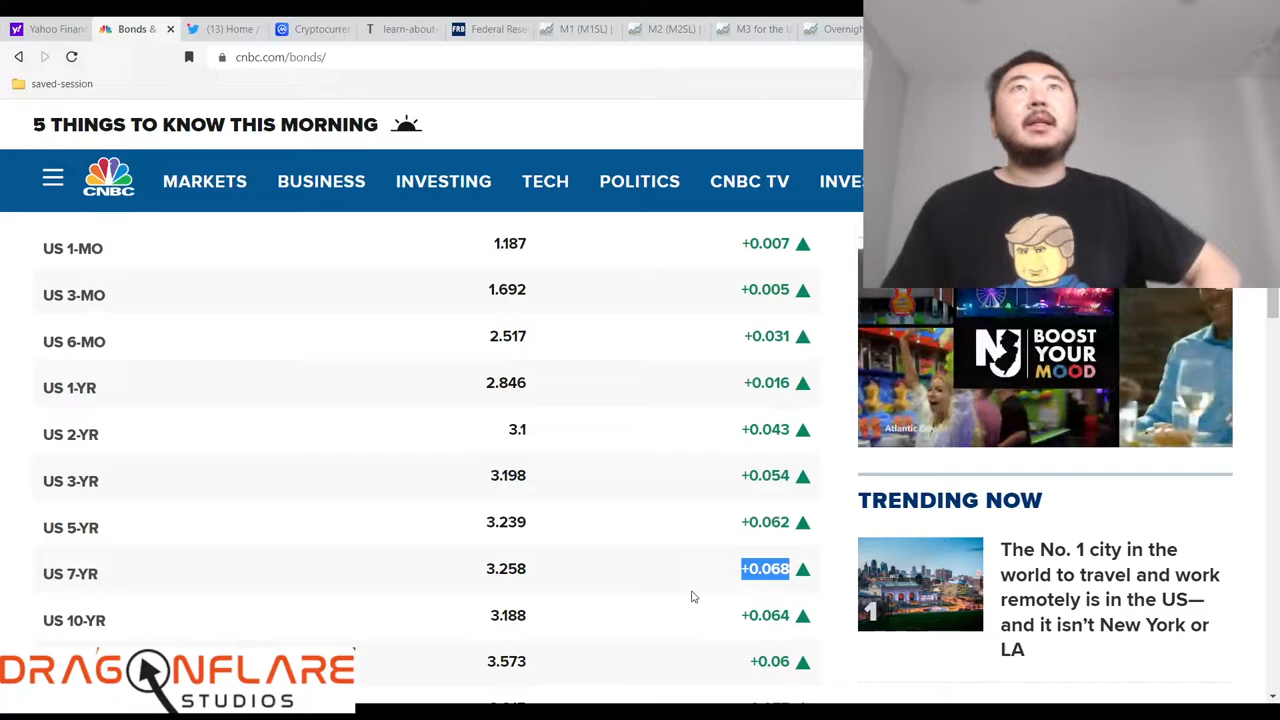 Yahoo Finan
Bonds &
(13) Home /
Cryptocurren
learn-about-
Federal Rese
M1 (M1SL) |
M2 (M2SL) |
M3 for the U
Overnigh
cnbc.com/bonds/
saved-session
5 THINGS TO KNOW THIS MORNING
CNBC MARKETS BUSINESS INVESTING TECH POLITICS CNBC TV INVES
US 1-MO 1.187 +0.007
US 3-MO 1.692 +0.005
US 6-MO 2.517 +0.031
US 1-YR 2.846 +0.016
US 2-YR 3.1 +0.043
US 3-YR 3.198 +0.054
US 5-YR 3.239 +0.062
US 7-YR 3.258 +0.068
US 10-YR 3.188 +0.064
3.573 +0.06
NJ BOOST
YOUR
MOOD
Atlantic City
TRENDING NOW
1
The No. 1 city in the
world to travel and work
remotely is in the US—
and it isn't New York or
LA
DRAGONFLARE
STUDIOS